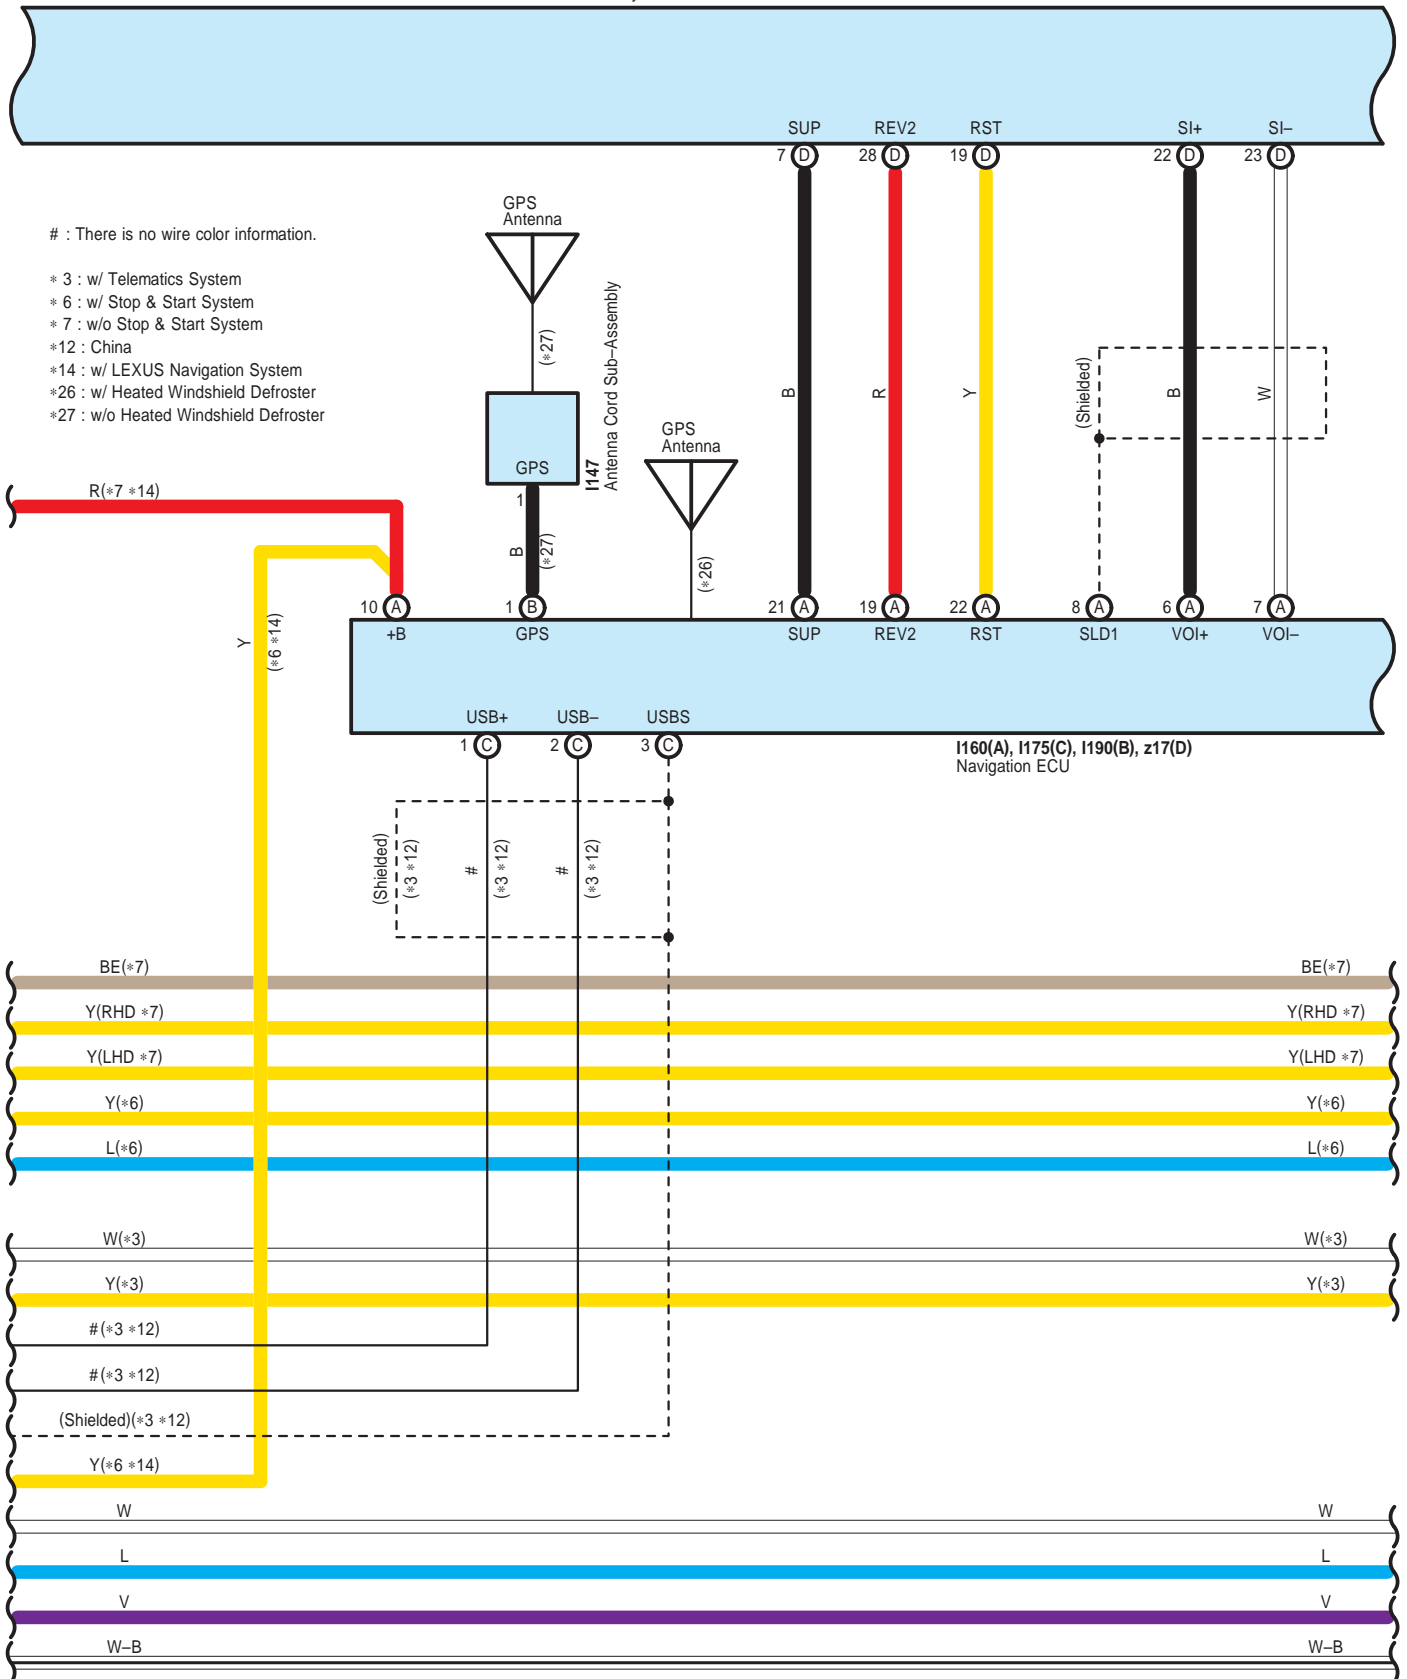 SUP REV2 RST SI+ SI–
7 D 28 D 19 D 22 D 23 D
GPS
Antenna
# : There is no wire color information.
∗ 3 : w/ Telematics System
∗ 6 : w/ Stop & Start System
∗ 7 : w/o Stop & Start System
∗12 : China
∗14 : w/ LEXUS Navigation System
∗26 : w/ Heated Windshield Defroster
∗27 : w/o Heated Windshield Defroster
(∗27)
I147
Antenna Cord Sub–Assembly
GPS
1
B
(∗27)
GPS
Antenna
(∗26)
B R Y (Shielded) B W
R(∗7 ∗14)
10 A 1 B 21 A 19 A 22 A 8 A 6 A 7 A
+B GPS SUP REV2 RST SLD1 VOI+ VOI–
Y
(∗6 ∗14)
USB+ USB– USBS
1 C 2 C 3 C
I160(A), I175(C), I190(B), z17(D)
Navigation ECU
(Shielded)
(∗3 ∗12)
#
(∗3 ∗12)
#
(∗3 ∗12)
BE(∗7) BE(∗7)
Y(RHD ∗7) Y(RHD ∗7)
Y(LHD ∗7) Y(LHD ∗7)
Y(∗6) Y(∗6)
L(∗6) L(∗6)
W(∗3) W(∗3)
Y(∗3) Y(∗3)
#(∗3 ∗12)
#(∗3 ∗12)
(Shielded)(∗3 ∗12)
Y(∗6 ∗14)
W W
L L
V V
W–B W–B